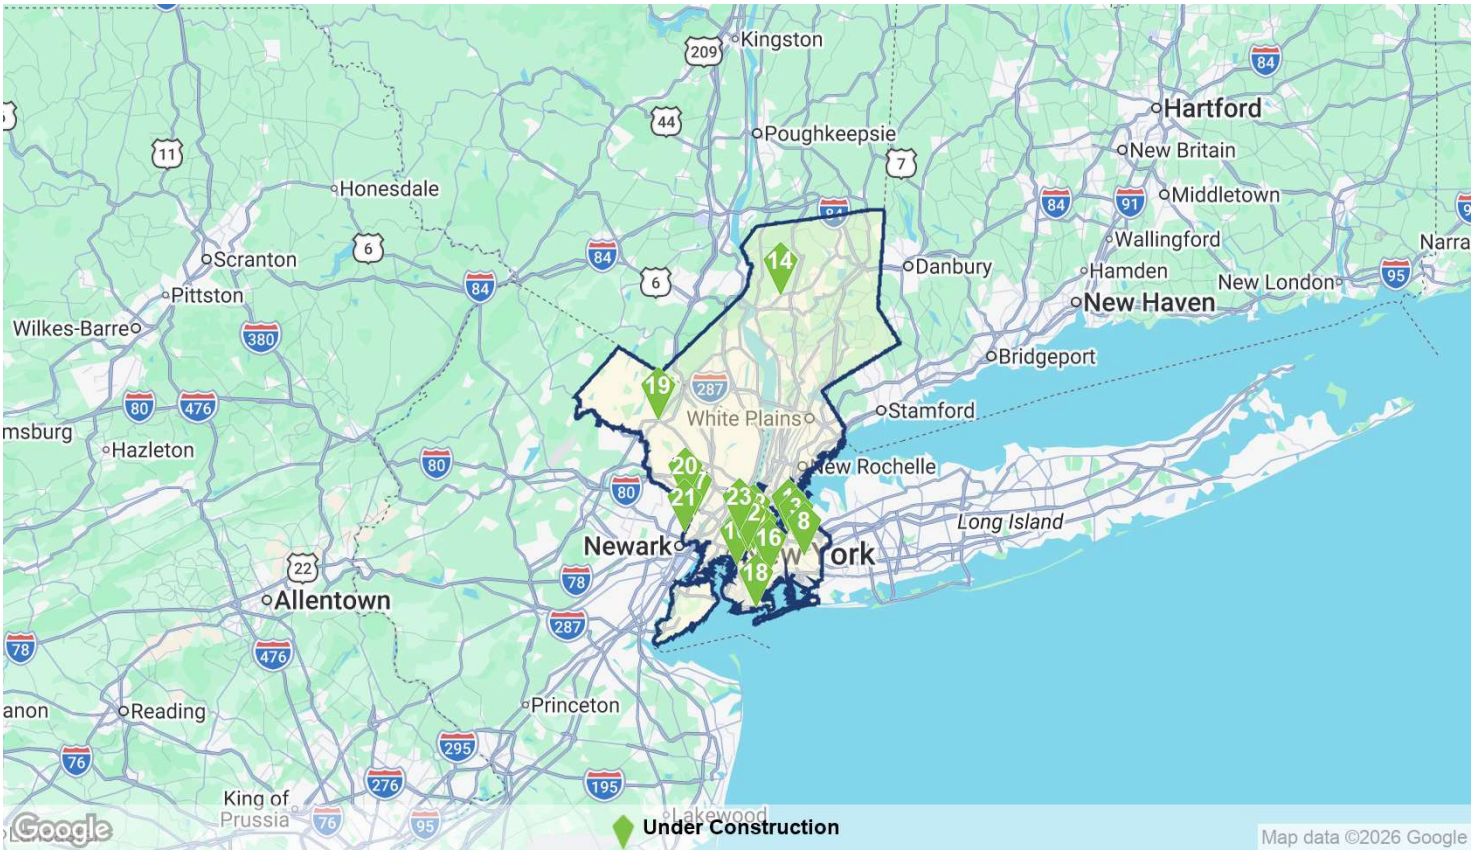 Kingston
209
84
Hartford
44
Poughkeepsie
11
7
New Britain
Honesdale
84
91
Middletown
84
6
Wallingford
Narra
Scranton
84
14
Danbury
Hamden
6
95
Pittston
84
New London
New Haven
Wilkes-Barre
380
Bridgeport
19
287
80
476
White Plains
Stamford
msburg
Hazleton
80
20
New Rochelle
80
21
23
2
8
Long Island
16
Newark
York
22
78
18
Allentown
287
78
476
Princeton
anon
Reading
295
76
276
195
King of
Prussia
76
95
Lakewood
Under Construction
Google
Map data ©2026 Google